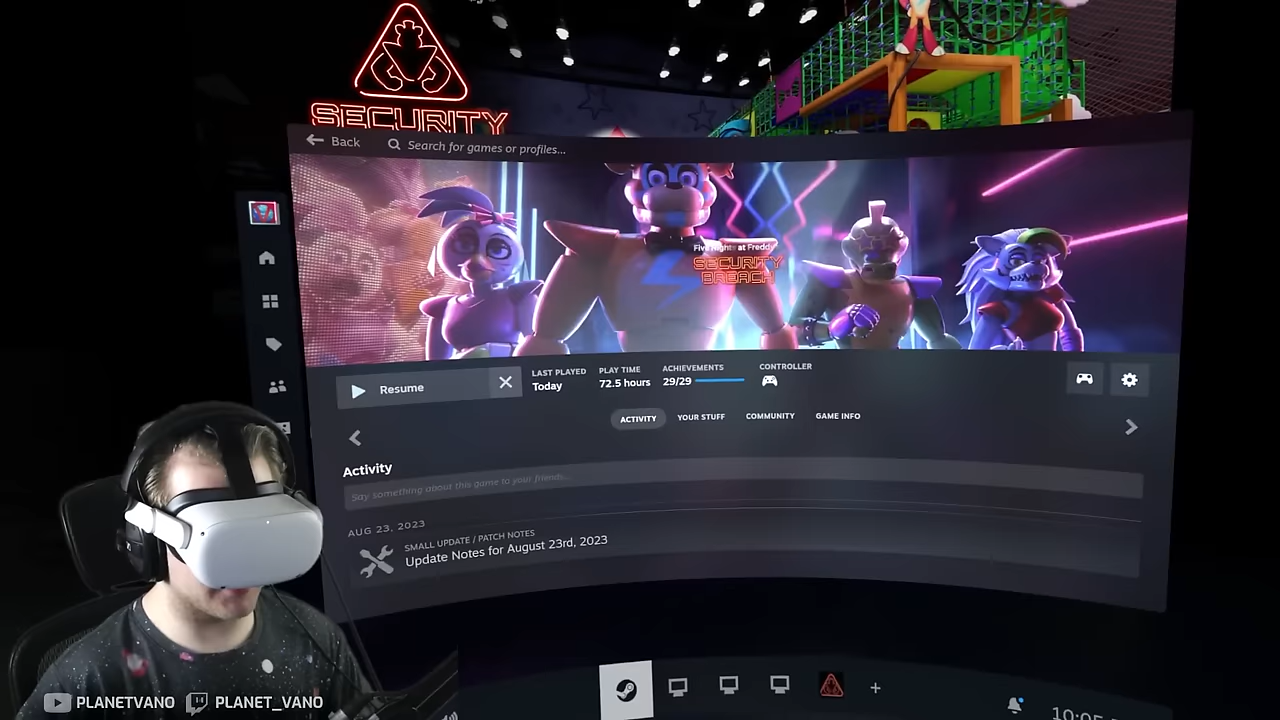 SECURITY
Back
Search for games or profiles...
Five Nights at Freddy's
SECURITY
BREACH
Resume
LAST PLAYED
Today
PLAY TIME
72.5 hours
ACHIEVEMENTS
29/29
CONTROLLER
ACTIVITY
YOUR STUFF
COMMUNITY
GAME INFO
Activity
Say something about this game to your friends...
AUG 23, 2023
SMALL UPDATE / PATCH NOTES
Update Notes for August 23rd, 2023
PLANETVANO
PLANET_VANO